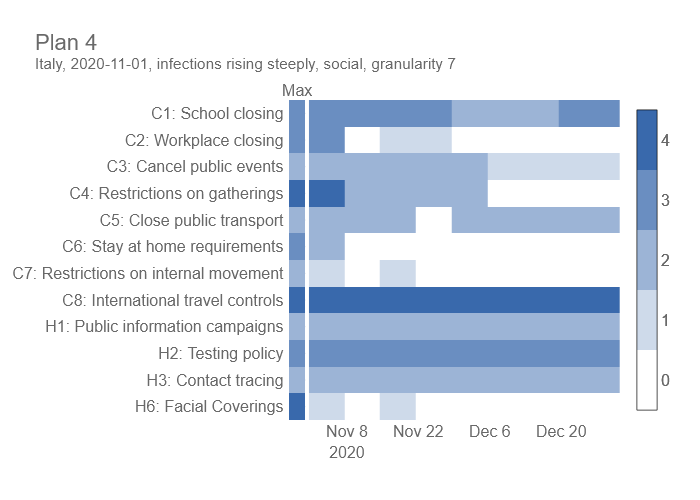 Plan 4
Italy, 2020-11-01, infections rising steeply, social, granularity 7
Max
C1: School closing
C2: Workplace closing
C3: Cancel public events
C4: Restrictions on gatherings
C5: Close public transport
C6: Stay at home requirements
C7: Restrictions on internal movement
C8: International travel controls
H1: Public information campaigns
H2: Testing policy
H3: Contact tracing
H6: Facial Coverings
Nov 8 Nov 22 Dec 6 Dec 20
2020
4
3
2
1
0